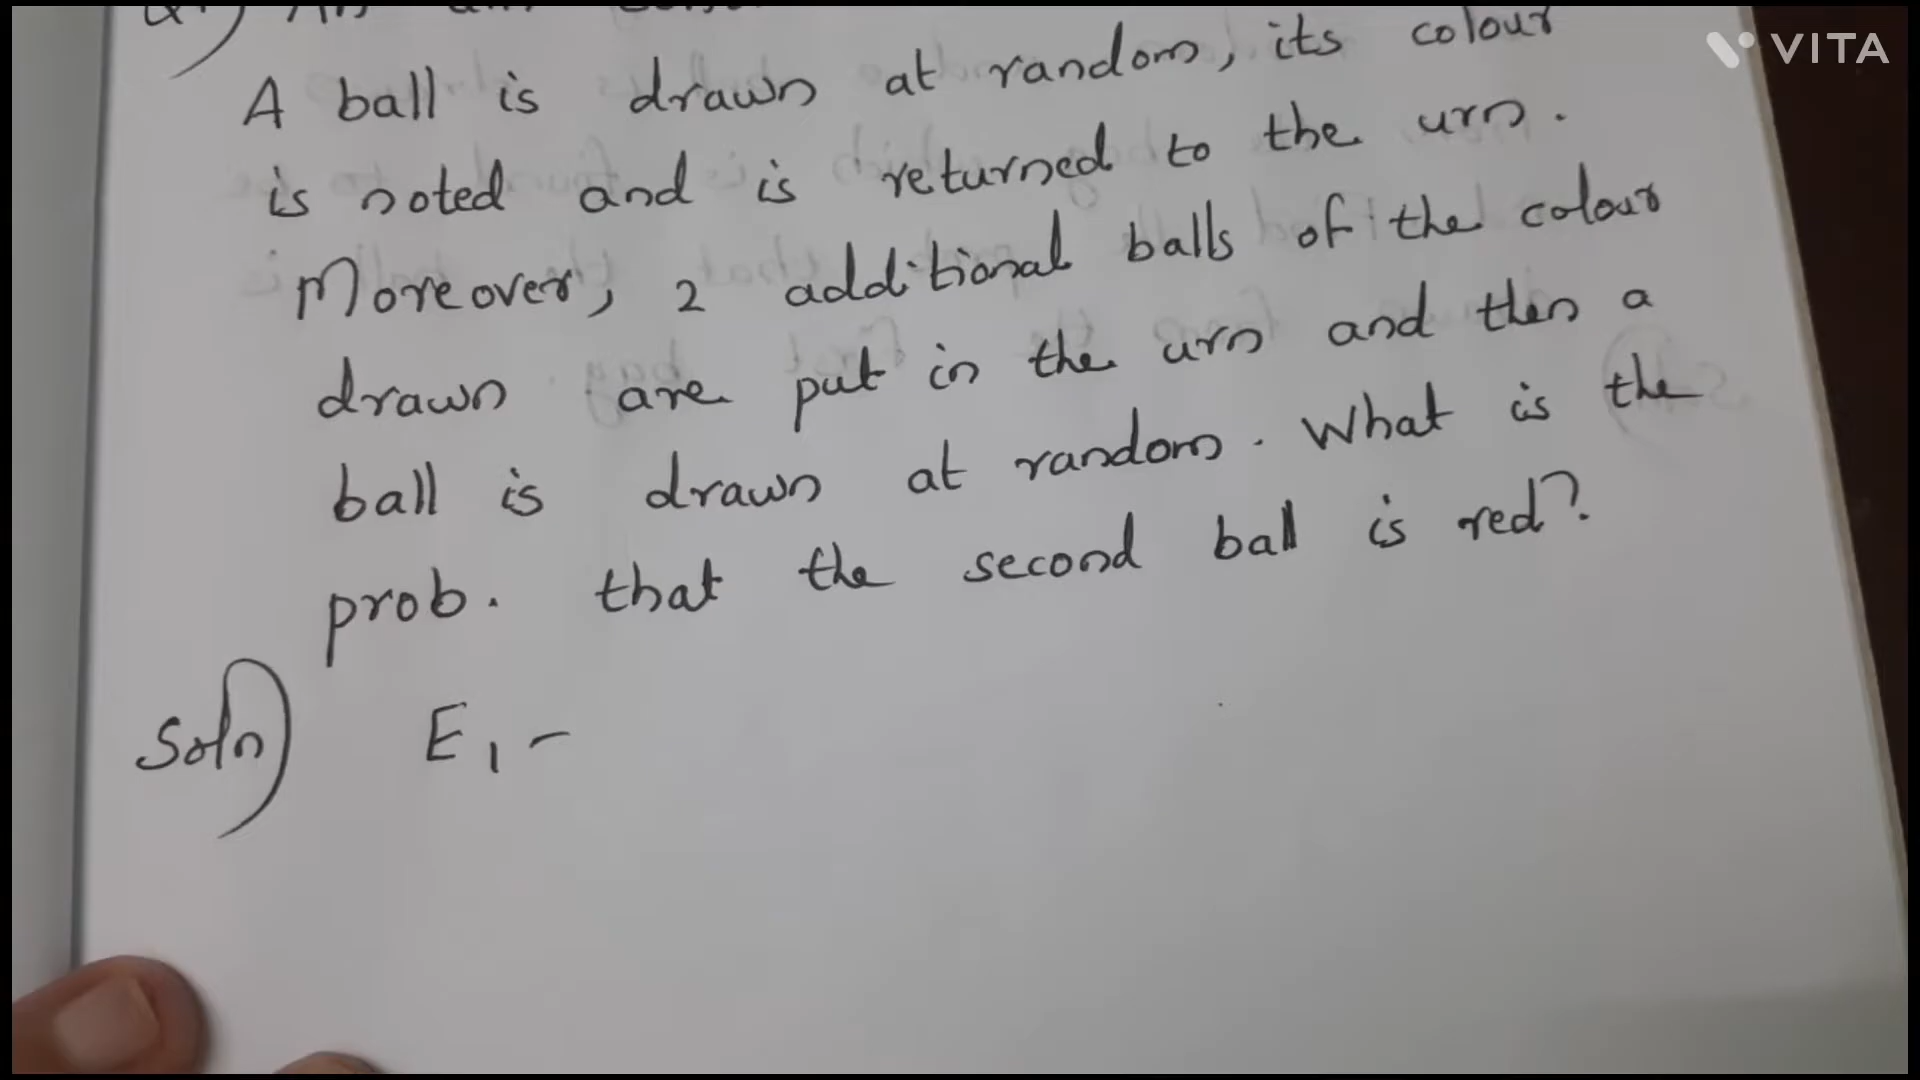 VITA
A ball is drawn at random, its colour
is noted and is returned to the urn.
Moreover, 2 additional balls of the colour
drawn are put in the urn and then a
ball is drawn at random. What is the
prob. that the second ball is red?
Soln) E1 -